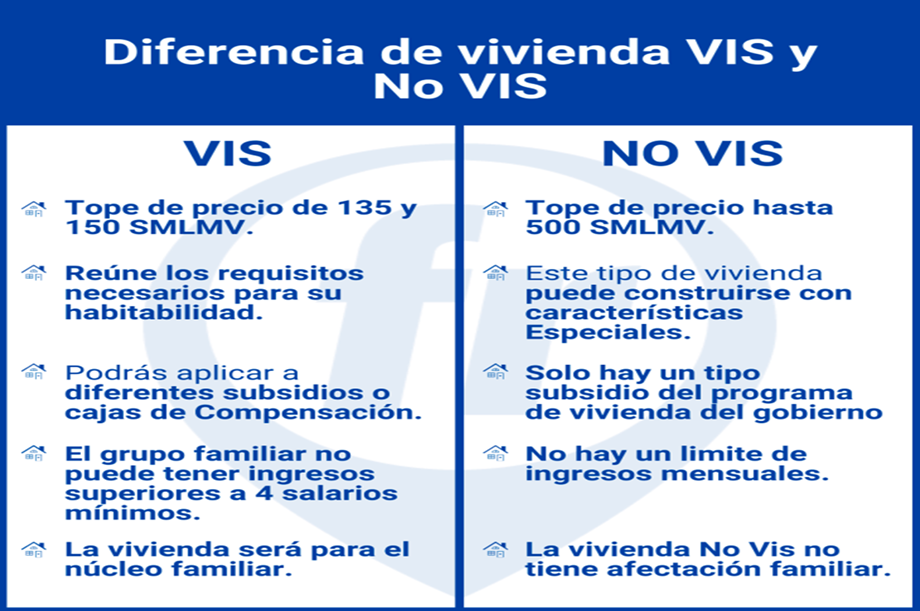 Diferencia de vivienda VIS y
No VIS
VIS
Tope de precio de 135 y
150 SMLMV.
Reúne los requisitos
necesarios para su
habitabilidad.
Podrás aplicar a
diferentes subsidios o
cajas de Compensación.
El grupo familiar no
puede tener ingresos
superiores a 4 salarios
mínimos.
La vivienda será para el
núcleo familiar.
NO VIS
Tope de precio hasta
500 SMLMV.
Este tipo de vivienda
puede construirse con
características
Especiales.
Solo hay un tipo
subsidio del programa
de vivienda del gobierno
No hay un limite de
ingresos mensuales.
La vivienda No Vis no
tiene afectación familiar.
fir